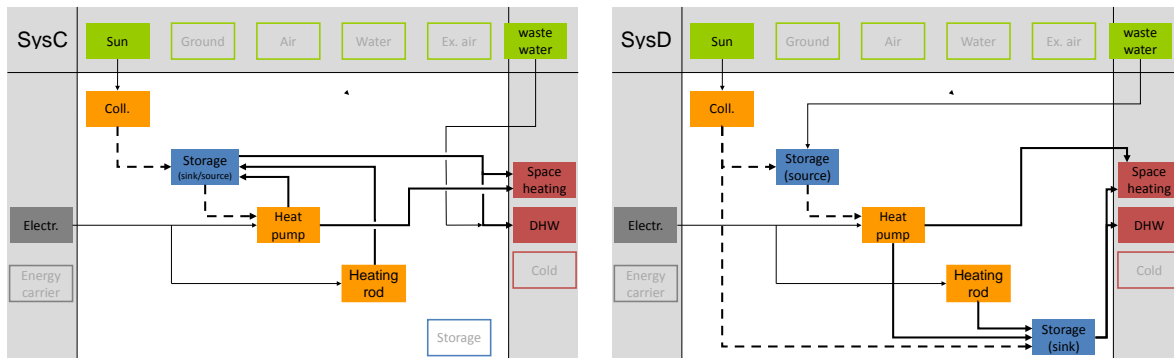 SysC
Sun
Ground
Air
Water
Ex. air
waste
water
Coll.
Storage
(sink/source)
Space
heating
Electr.
Heat
pump
DHW
Energy
carrier
Heating
rod
Cold
Storage
SysD
Sun
Ground
Air
Water
Ex. air
waste
water
Coll.
Storage
(source)
Space
heating
Electr.
Heat
pump
DHW
Energy
carrier
Heating
rod
Cold
Storage
(sink)